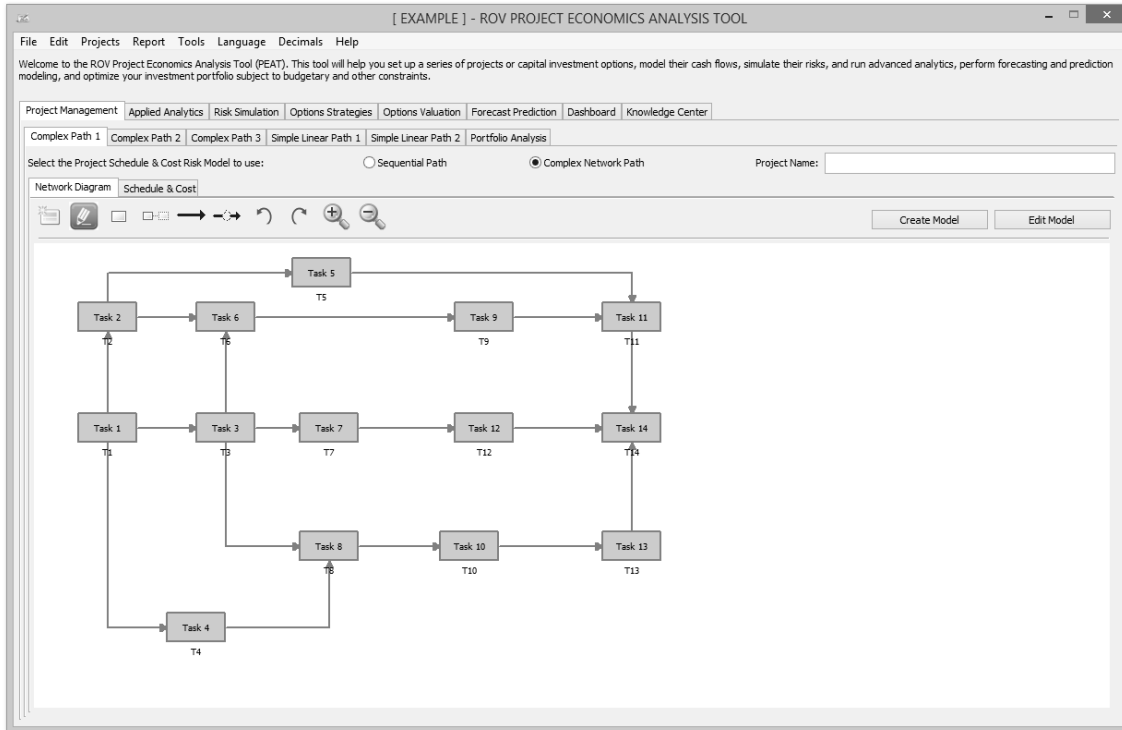 [ EXAMPLE ] - ROV PROJECT ECONOMICS ANALYSIS TOOL
File Edit Projects Report Tools Language Decimals Help
Welcome to the ROV Project Economics Analysis Tool (PEAT). This tool will help you set up a series of projects or capital investment options, model their cash flows, simulate their risks, and run advanced analytics, perform forecasting and prediction
modeling, and optimize your investment portfolio subject to budgetary and other constraints.
Project Management Applied Analytics Risk Simulation Options Strategies Options Valuation Forecast Prediction Dashboard Knowledge Center
Complex Path 1 Complex Path 2 Complex Path 3 Simple Linear Path 1 Simple Linear Path 2 Portfolio Analysis
Select the Project Schedule & Cost Risk Model to use: Sequential Path Complex Network Path Project Name:
Network Diagram Schedule & Cost
Create Model Edit Model
Task 5
T5
Task 2 Task 6 Task 9 Task 11
T2 T6 T9 T11
Task 1 Task 3 Task 7 Task 12 Task 14
T1 T3 T7 T12 T14
Task 8 Task 10 Task 13
T8 T10 T13
Task 4
T4